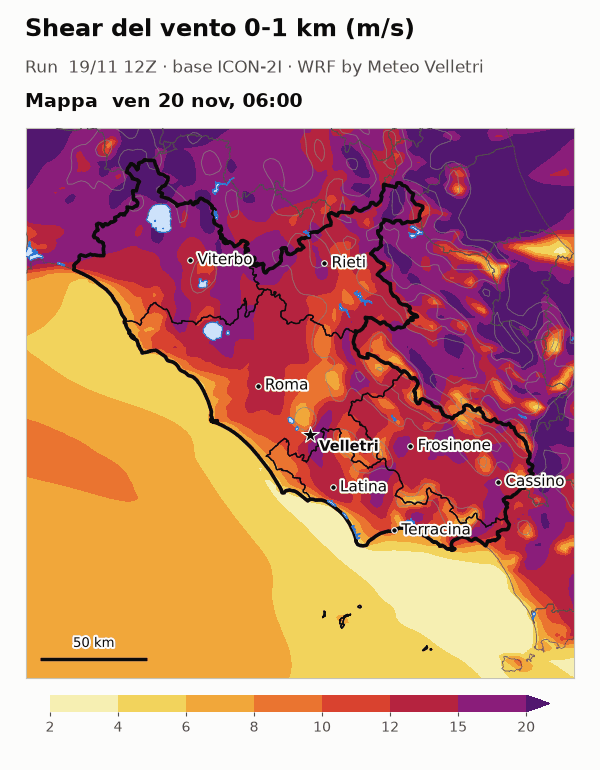 Shear del vento 0-1 km (m/s)
Run 19/11 12Z · base ICON-2I · WRF by Meteo Velletri
Mappa ven 20 nov, 06:00
Viterbo
Rieti
Roma
Velletri
Frosinone
Latina
Cassino
Terracina
50 km
2 4 6 8 10 12 15 20